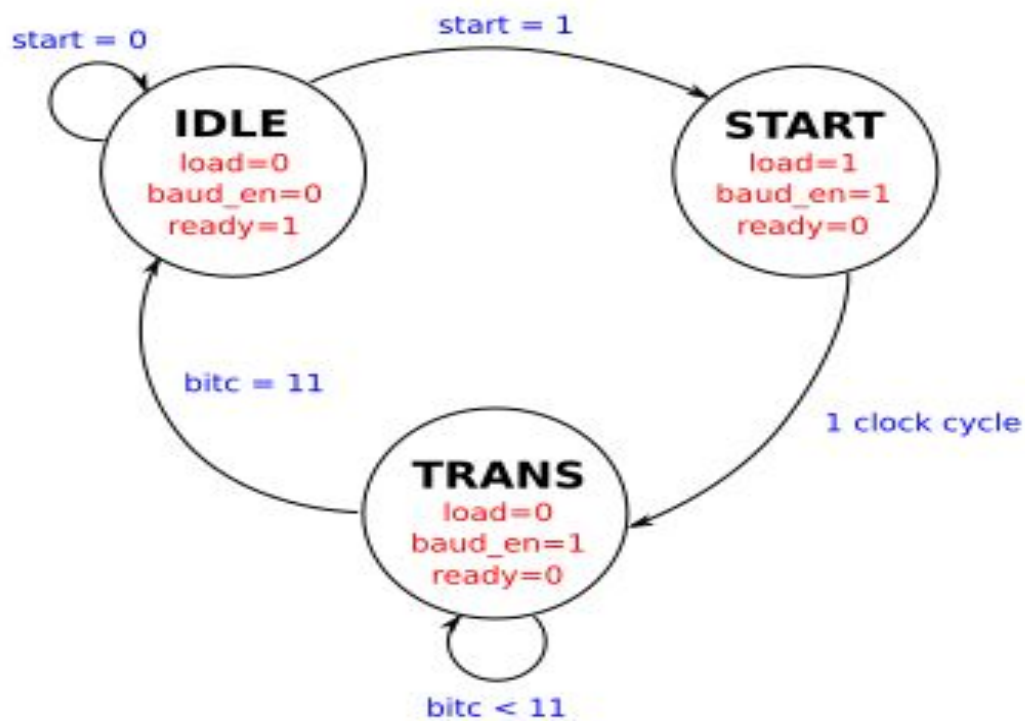 start = 0
start = 1
IDLE
load=0
baud_en=0
ready=1
START
load=1
baud_en=1
ready=0
bitc = 11
1 clock cycle
TRANS
load=0
baud_en=1
ready=0
bitc < 11